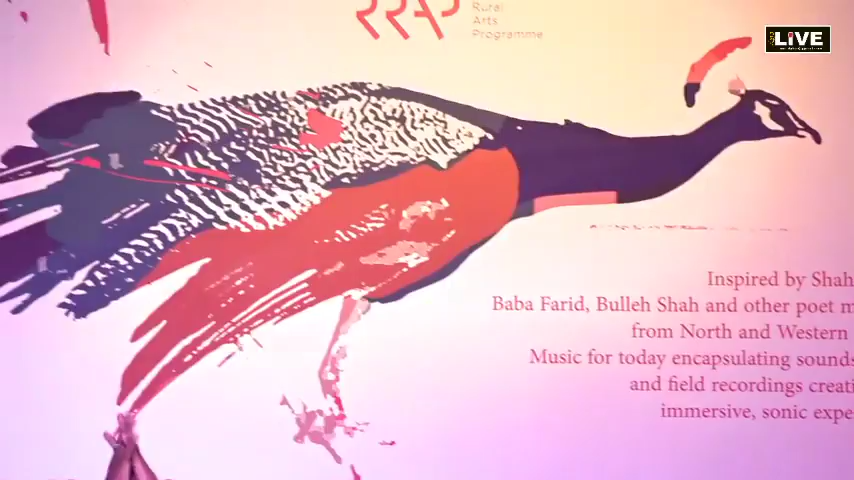 RRAP
Rural
Arts
Programme
LIVE
Inspired by Shah
Baba Farid, Bulleh Shah and other poet m
from North and Western
Music for today encapsulating sounds
and field recordings creati
immersive, sonic expe